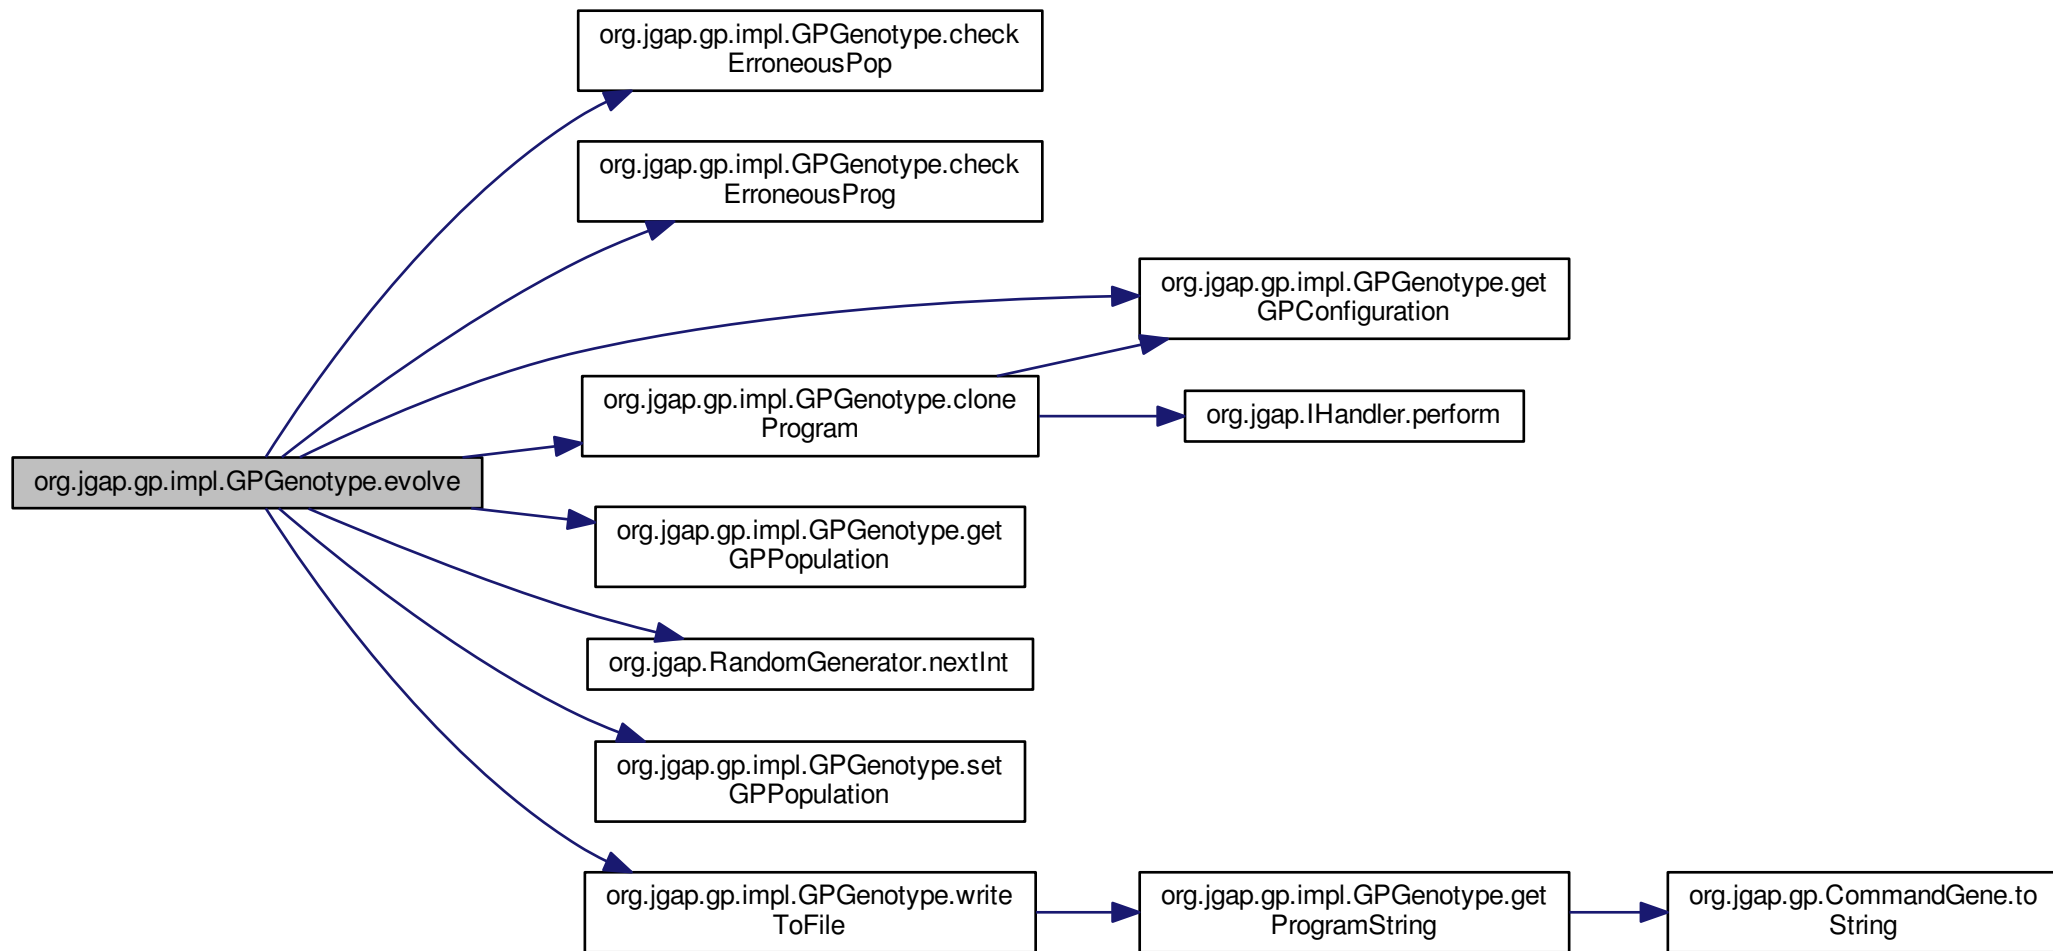 org.jgap.gp.impl.GPGenotype.check
ErroneousPop
org.jgap.gp.impl.GPGenotype.check
ErroneousProg
org.jgap.gp.impl.GPGenotype.get
GPConfiguration
org.jgap.gp.impl.GPGenotype.clone
Program
org.jgap.IHandler.perform
org.jgap.gp.impl.GPGenotype.evolve
org.jgap.gp.impl.GPGenotype.get
GPPopulation
org.jgap.RandomGenerator.nextInt
org.jgap.gp.impl.GPGenotype.set
GPPopulation
org.jgap.gp.impl.GPGenotype.write
ToFile
org.jgap.gp.impl.GPGenotype.get
ProgramString
org.jgap.gp.CommandGene.to
String